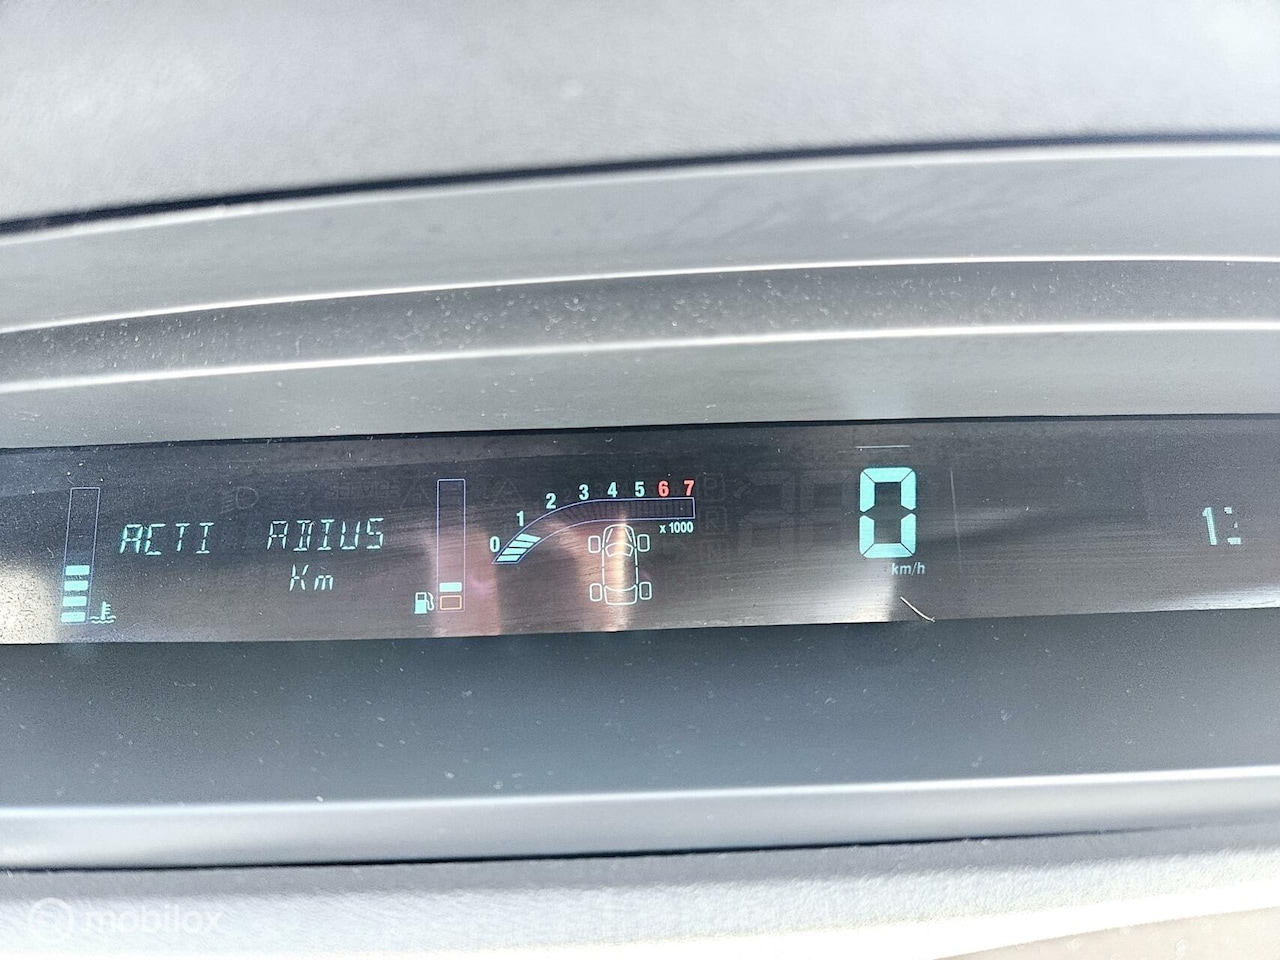 ACTI ADIUS
Km
0 1 2 3 4 5 6 7
x 1000
0
km/h
mobilox